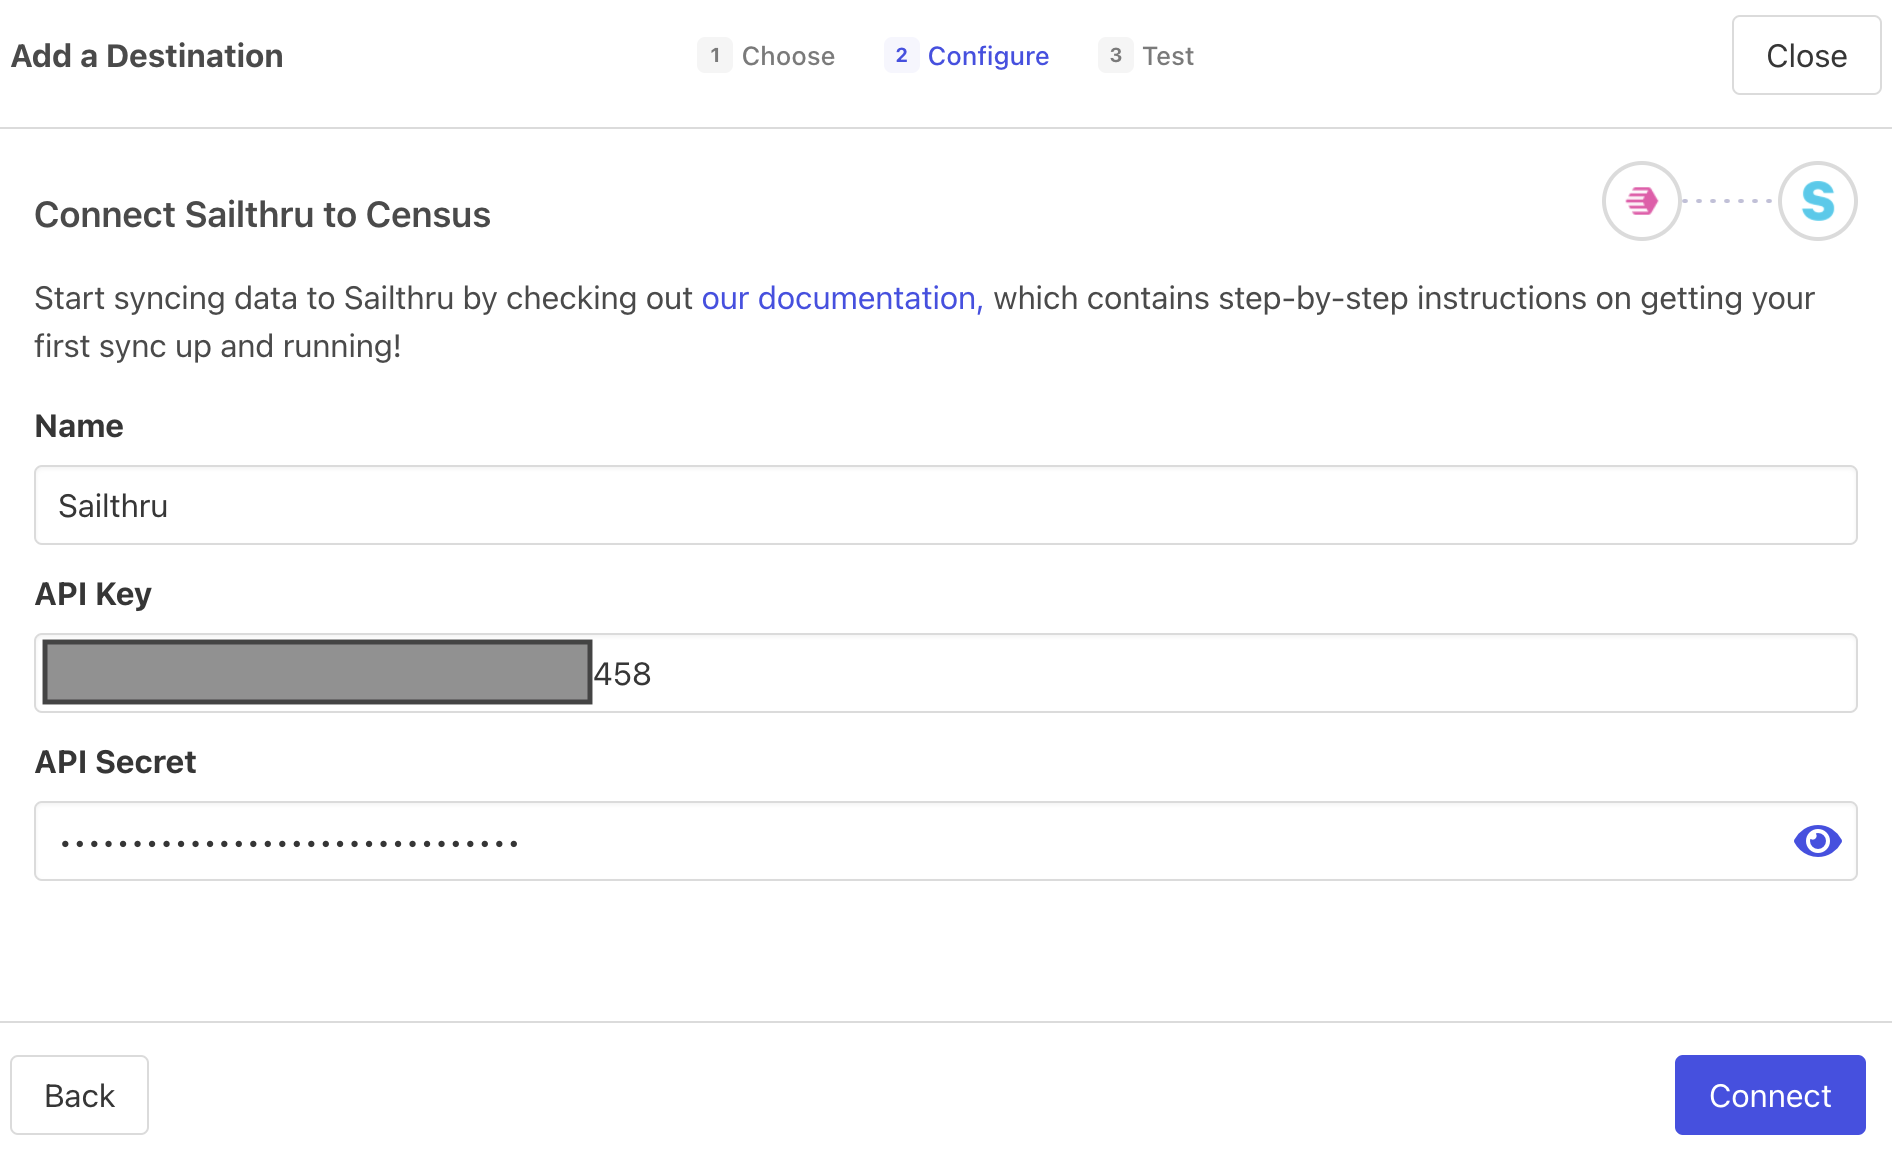 Add a Destination
1 Choose
2 Configure
3 Test
Close
Connect Sailthru to Census
S
Start syncing data to Sailthru by checking out our documentation, which contains step-by-step instructions on getting your
first sync up and running!
Name
Sailthru
API Key
458
API Secret
••••••••••••••••••••••••••••••••
Back
Connect